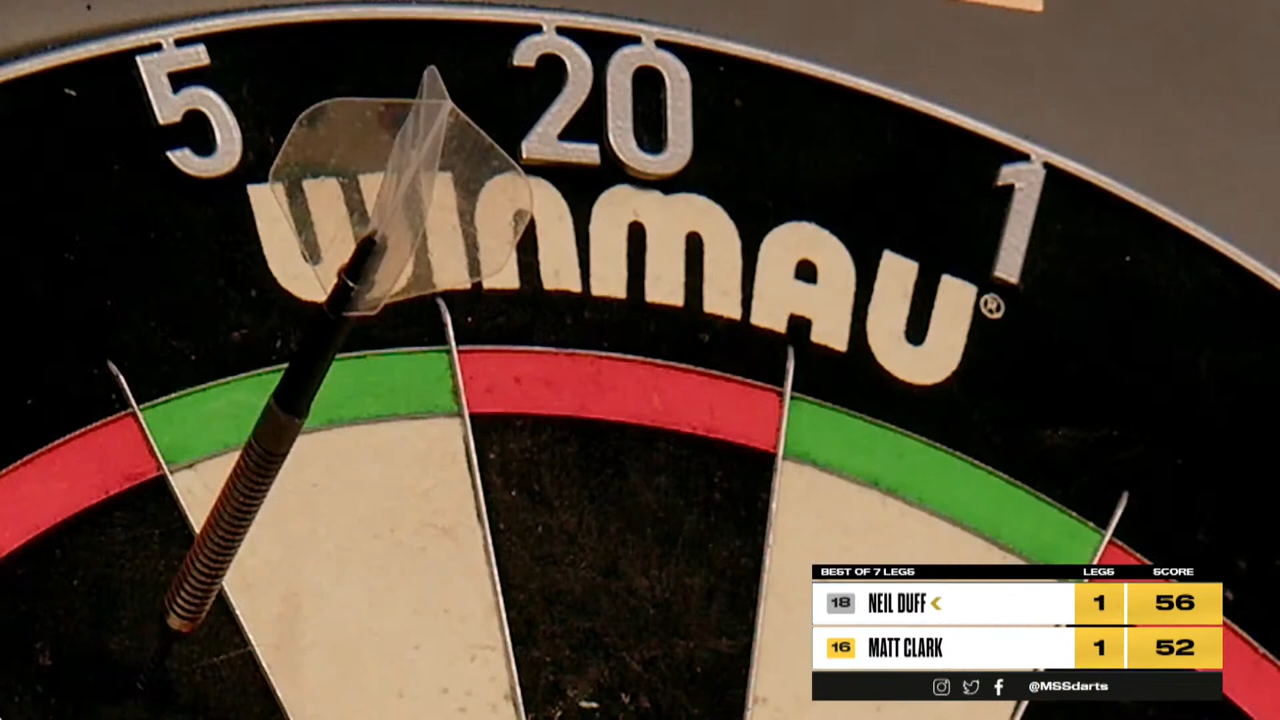 5 20 1
WINMAU®
BEST OF 7 LEGS LEGS SCORE
18 NEIL DUFF 1 56
16 MATT CLARK 1 52
@MSSdarts